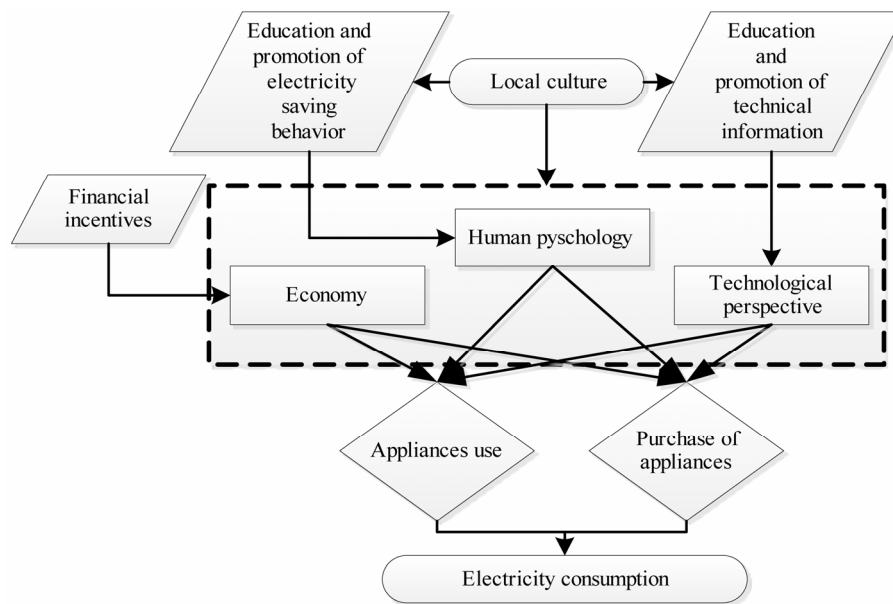 Education and
promotion of
electricity
saving
behavior
Local culture
Education
and
promotion of
technical
information
Financial
incentives
Human pyschology
Economy
Technological
perspective
Appliances use
Purchase of
appliances
Electricity consumption